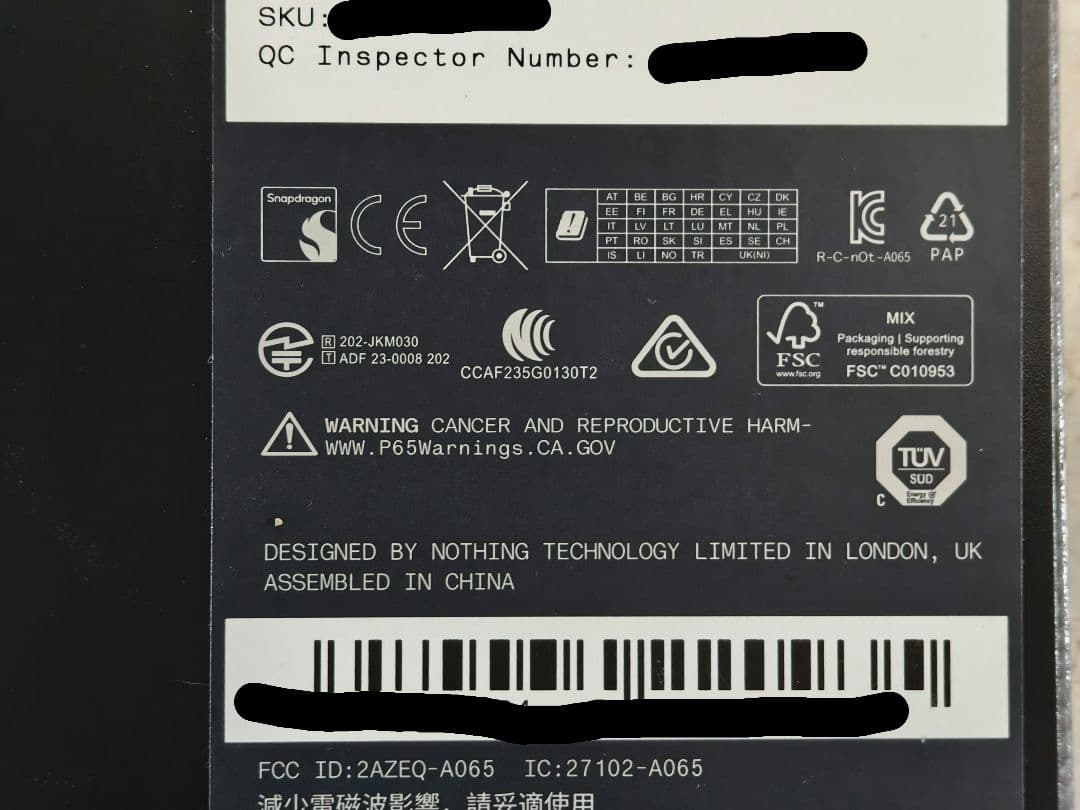 SKU:
QC Inspector Number:
Snapdragon
CE
AT BE BG HR CY CZ DK
EE FI FR DE EL HU IE
IT LV LT LU MT NL PL
PT RO SK SI ES SE CH
IS LI NO TR UK(NI)
R-C-nOt-A065
21
PAP
R 202-JKM030
T ADF 23-0008 202
CCAF235G0130T2
FSC
www.fsc.org
TM
MIX
Packaging | Supporting
responsible forestry
FSC™ C010953
WARNING CANCER AND REPRODUCTIVE HARM-
WWW.P65Warnings.CA.GOV
TÜV
SÜD
Energy
Efficiency
C
DESIGNED BY NOTHING TECHNOLOGY LIMITED IN LONDON, UK
ASSEMBLED IN CHINA
FCC ID:2AZEQ-A065 IC:27102-A065
減少電磁波影響，請妥適使用